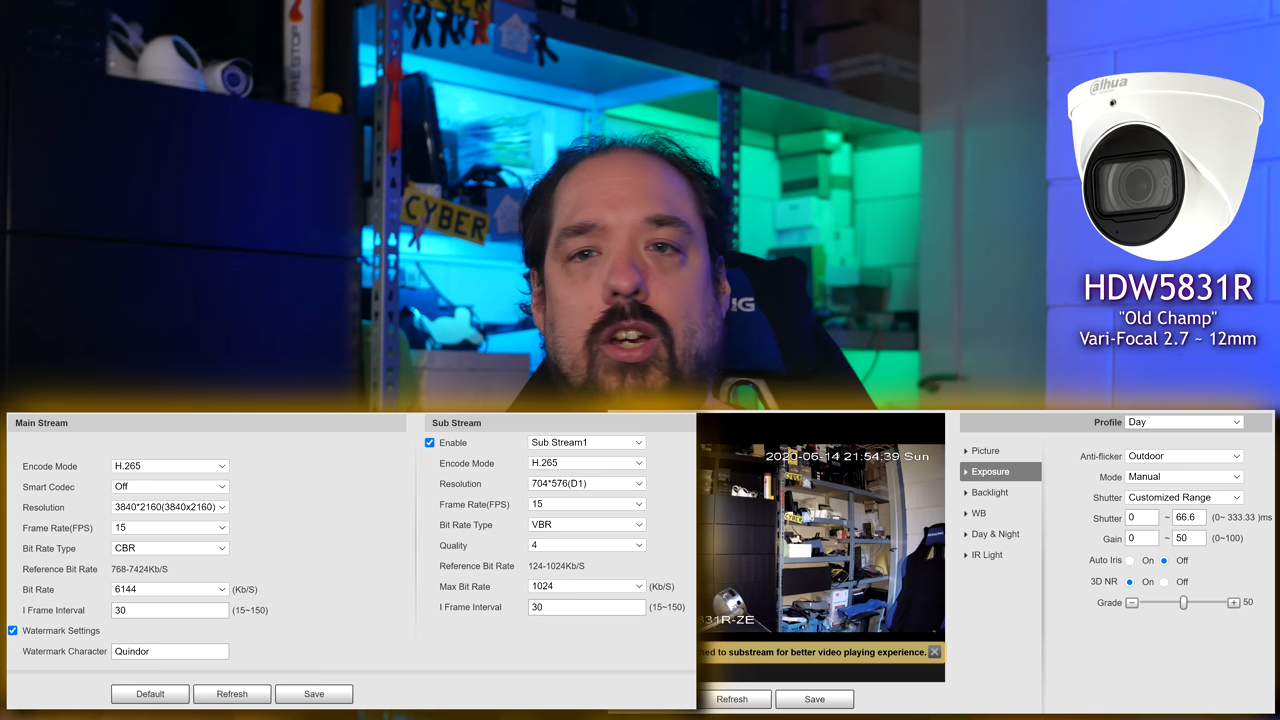 CYBER
alhua
HDW5831R
"Old Champ"
Vari-Focal 2.7 ~ 12mm
Main Stream
Encode Mode H.265
Smart Codec Off
Resolution 3840*2160(3840x2160)
Frame Rate(FPS) 15
Bit Rate Type CBR
Reference Bit Rate 768-7424Kb/S
Bit Rate 6144 (Kb/S)
I Frame Interval 30 (15~150)
Watermark Settings
Watermark Character Quindor
Default Refresh Save
Sub Stream
Enable Sub Stream1
Encode Mode H.265
Resolution 704*576(D1)
Frame Rate(FPS) 15
Bit Rate Type VBR
Quality 4
Reference Bit Rate 124-1024Kb/S
Max Bit Rate 1024 (Kb/S)
I Frame Interval 30 (15~150)
2020-06-14 21:54:39 Sun
831R-ZE
to substream for better video playing experience.
Refresh Save
Picture
Exposure
Backlight
WB
Day & Night
IR Light
Profile Day
Anti-flicker Outdoor
Mode Manual
Shutter Customized Range
Shutter 0 ~ 66.6 (0~ 333.33 )ms
Gain 0 ~ 50 (0~100)
Auto Iris On Off
3D NR On Off
Grade 50